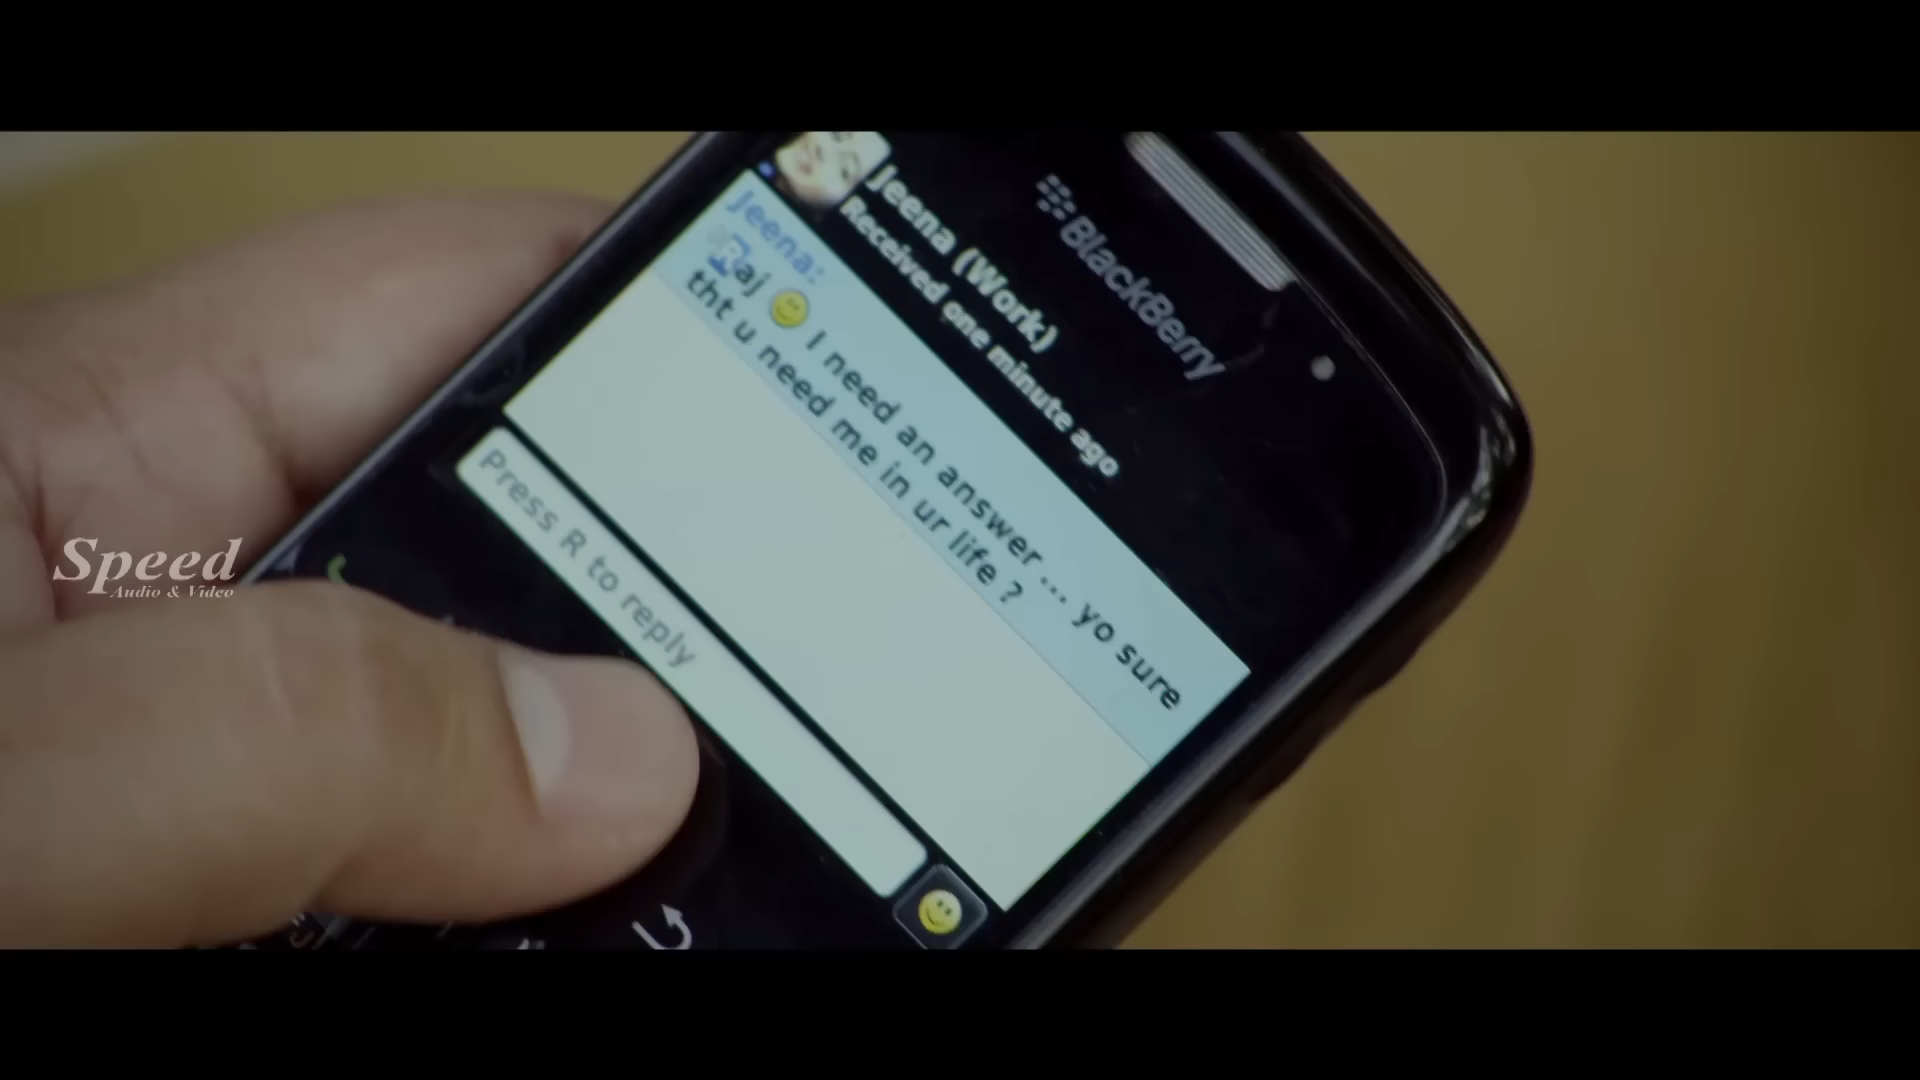 BlackBerry
Jeena (Work)
Received one minute ago
Jeena:
Raj I need an answer ... yo sure
tht u need me in ur life ?
Press R to reply
Speed
Audio & Video